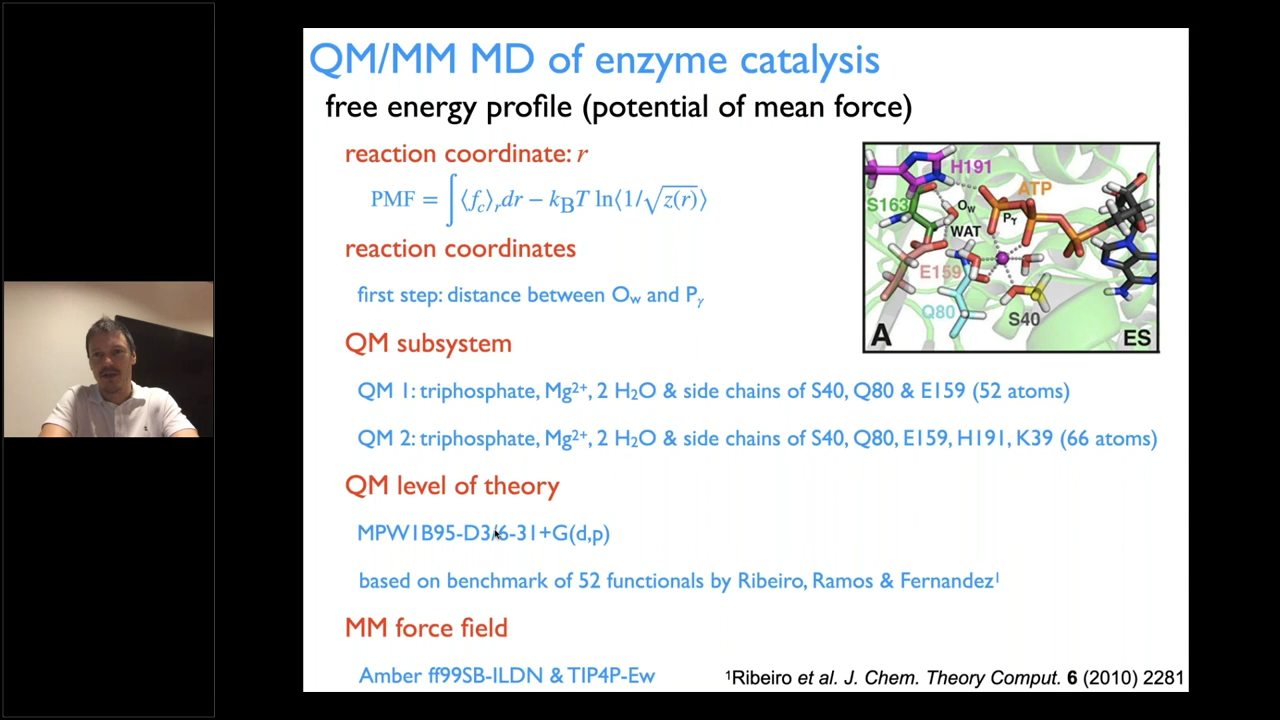 QM/MM MD of enzyme catalysis
free energy profile (potential of mean force)
reaction coordinate: r
PMF = ∫⟨f_c⟩_r dr − k_B T ln⟨1/√z(r)⟩
reaction coordinates
first step: distance between O_w and P_γ
QM subsystem
QM 1: triphosphate, Mg²⁺, 2 H₂O & side chains of S40, Q80 & E159 (52 atoms)
QM 2: triphosphate, Mg²⁺, 2 H₂O & side chains of S40, Q80, E159, H191, K39 (66 atoms)
QM level of theory
MPW1B95-D3/6-31+G(d,p)
based on benchmark of 52 functionals by Ribeiro, Ramos & Fernandez¹
MM force field
Amber ff99SB-ILDN & TIP4P-Ew
¹Ribeiro et al. J. Chem. Theory Comput. 6 (2010) 2281
H191
ATP
S163
O_w
P_γ
WAT
E159
Q80
S40
A
ES